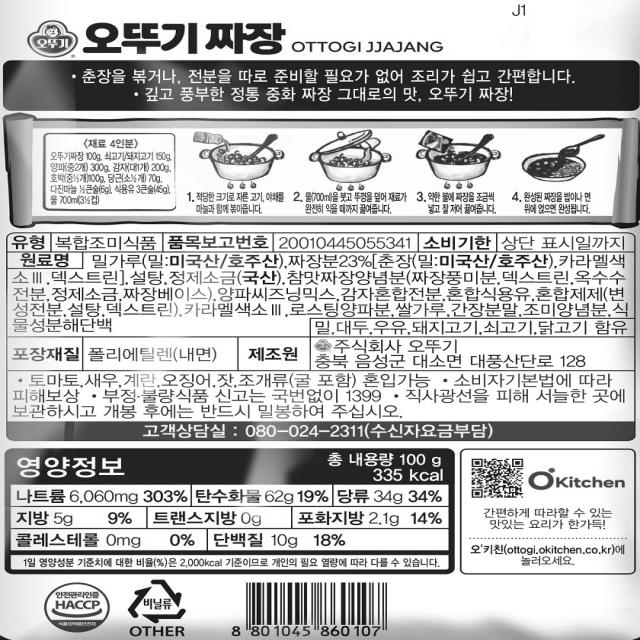 J1
오뚜기
오뚜기 짜장 OTTOGI JJAJANG
• 춘장을 볶거나, 전분을 따로 준비할 필요가 없어 조리가 쉽고 간편합니다.
• 깊고 풍부한 정통 중화 짜장 그대로의 맛, 오뚜기 짜장!
<재료 4인분>
오뚜기짜장 100g, 쇠고기/돼지고기 150g,
양파(중2개) 300g, 감자(대1개) 200g,
호박(중⅓개)100g, 당근(소½개) 70g,
다진마늘 ½큰술(6g), 식용유 3큰술(45g),
물 700ml(3½컵)
1. 적당한 크기로 자른 고기, 야채를
마늘과 함께 볶아줍니다.
2. 물(700ml)을 붓고 뚜껑을 덮어 재료가
완전히 익을 때까지 끓여줍니다.
3. 약한 불에 짜장을 조금씩
넣고 잘 저어 끓여줍니다.
4. 완성된 짜장을 밥이나 면
위에 얹으면 완성됩니다.
유형 복합조미식품 품목보고번호 20010445055341 소비기한 상단 표시일까지
원료명 밀가루(밀:미국산/호주산),짜장분23%[춘장(밀:미국산/호주산),카라멜색
소Ⅲ,덱스트린],설탕,정제소금(국산),참맛짜장양념분(짜장풍미분,덱스트린,옥수수
전분,정제소금,짜장베이스),양파씨즈닝믹스,감자혼합전분,혼합식용유,혼합제제(변
성전분,설탕,덱스트린),카라멜색소Ⅲ,로스팅양파분,쌀가루,간장분말,조미양념분,식
물성분해단백
밀,대두,우유,돼지고기,쇠고기,닭고기 함유
포장재질 폴리에틸렌(내면) 제조원 주식회사 오뚜기
충북 음성군 대소면 대풍산단로 128
• 토마토,새우,계란,오징어,잣,조개류(굴 포함) 혼입가능 • 소비자기본법에 따라
피해보상 • 부정·불량식품 신고는 국번없이 1399 • 직사광선을 피해 서늘한 곳에
보관하시고 개봉 후에는 반드시 밀봉하여 주십시오.
고객상담실 : 080-024-2311(수신자요금부담)
영양정보 총 내용량 100 g
335 kcal
나트륨 6,060mg 303% 탄수화물 62g 19% 당류 34g 34%
지방 5g 9% 트랜스지방 0g 포화지방 2.1g 14%
콜레스테롤 0mg 0% 단백질 10g 18%
1일 영양성분 기준치에 대한 비율(%)은 2,000kcal 기준이므로 개인의 필요 열량에 따라 다를 수 있습니다.
O'Kitchen
간편하게 따라할 수 있는
맛있는 요리가 한가득!
오'키친(ottogi.okitchen.co.kr)에
놀러오세요.
안전관리인증
HACCP
식품의약품안전처
비닐류
OTHER
8 801045 860107